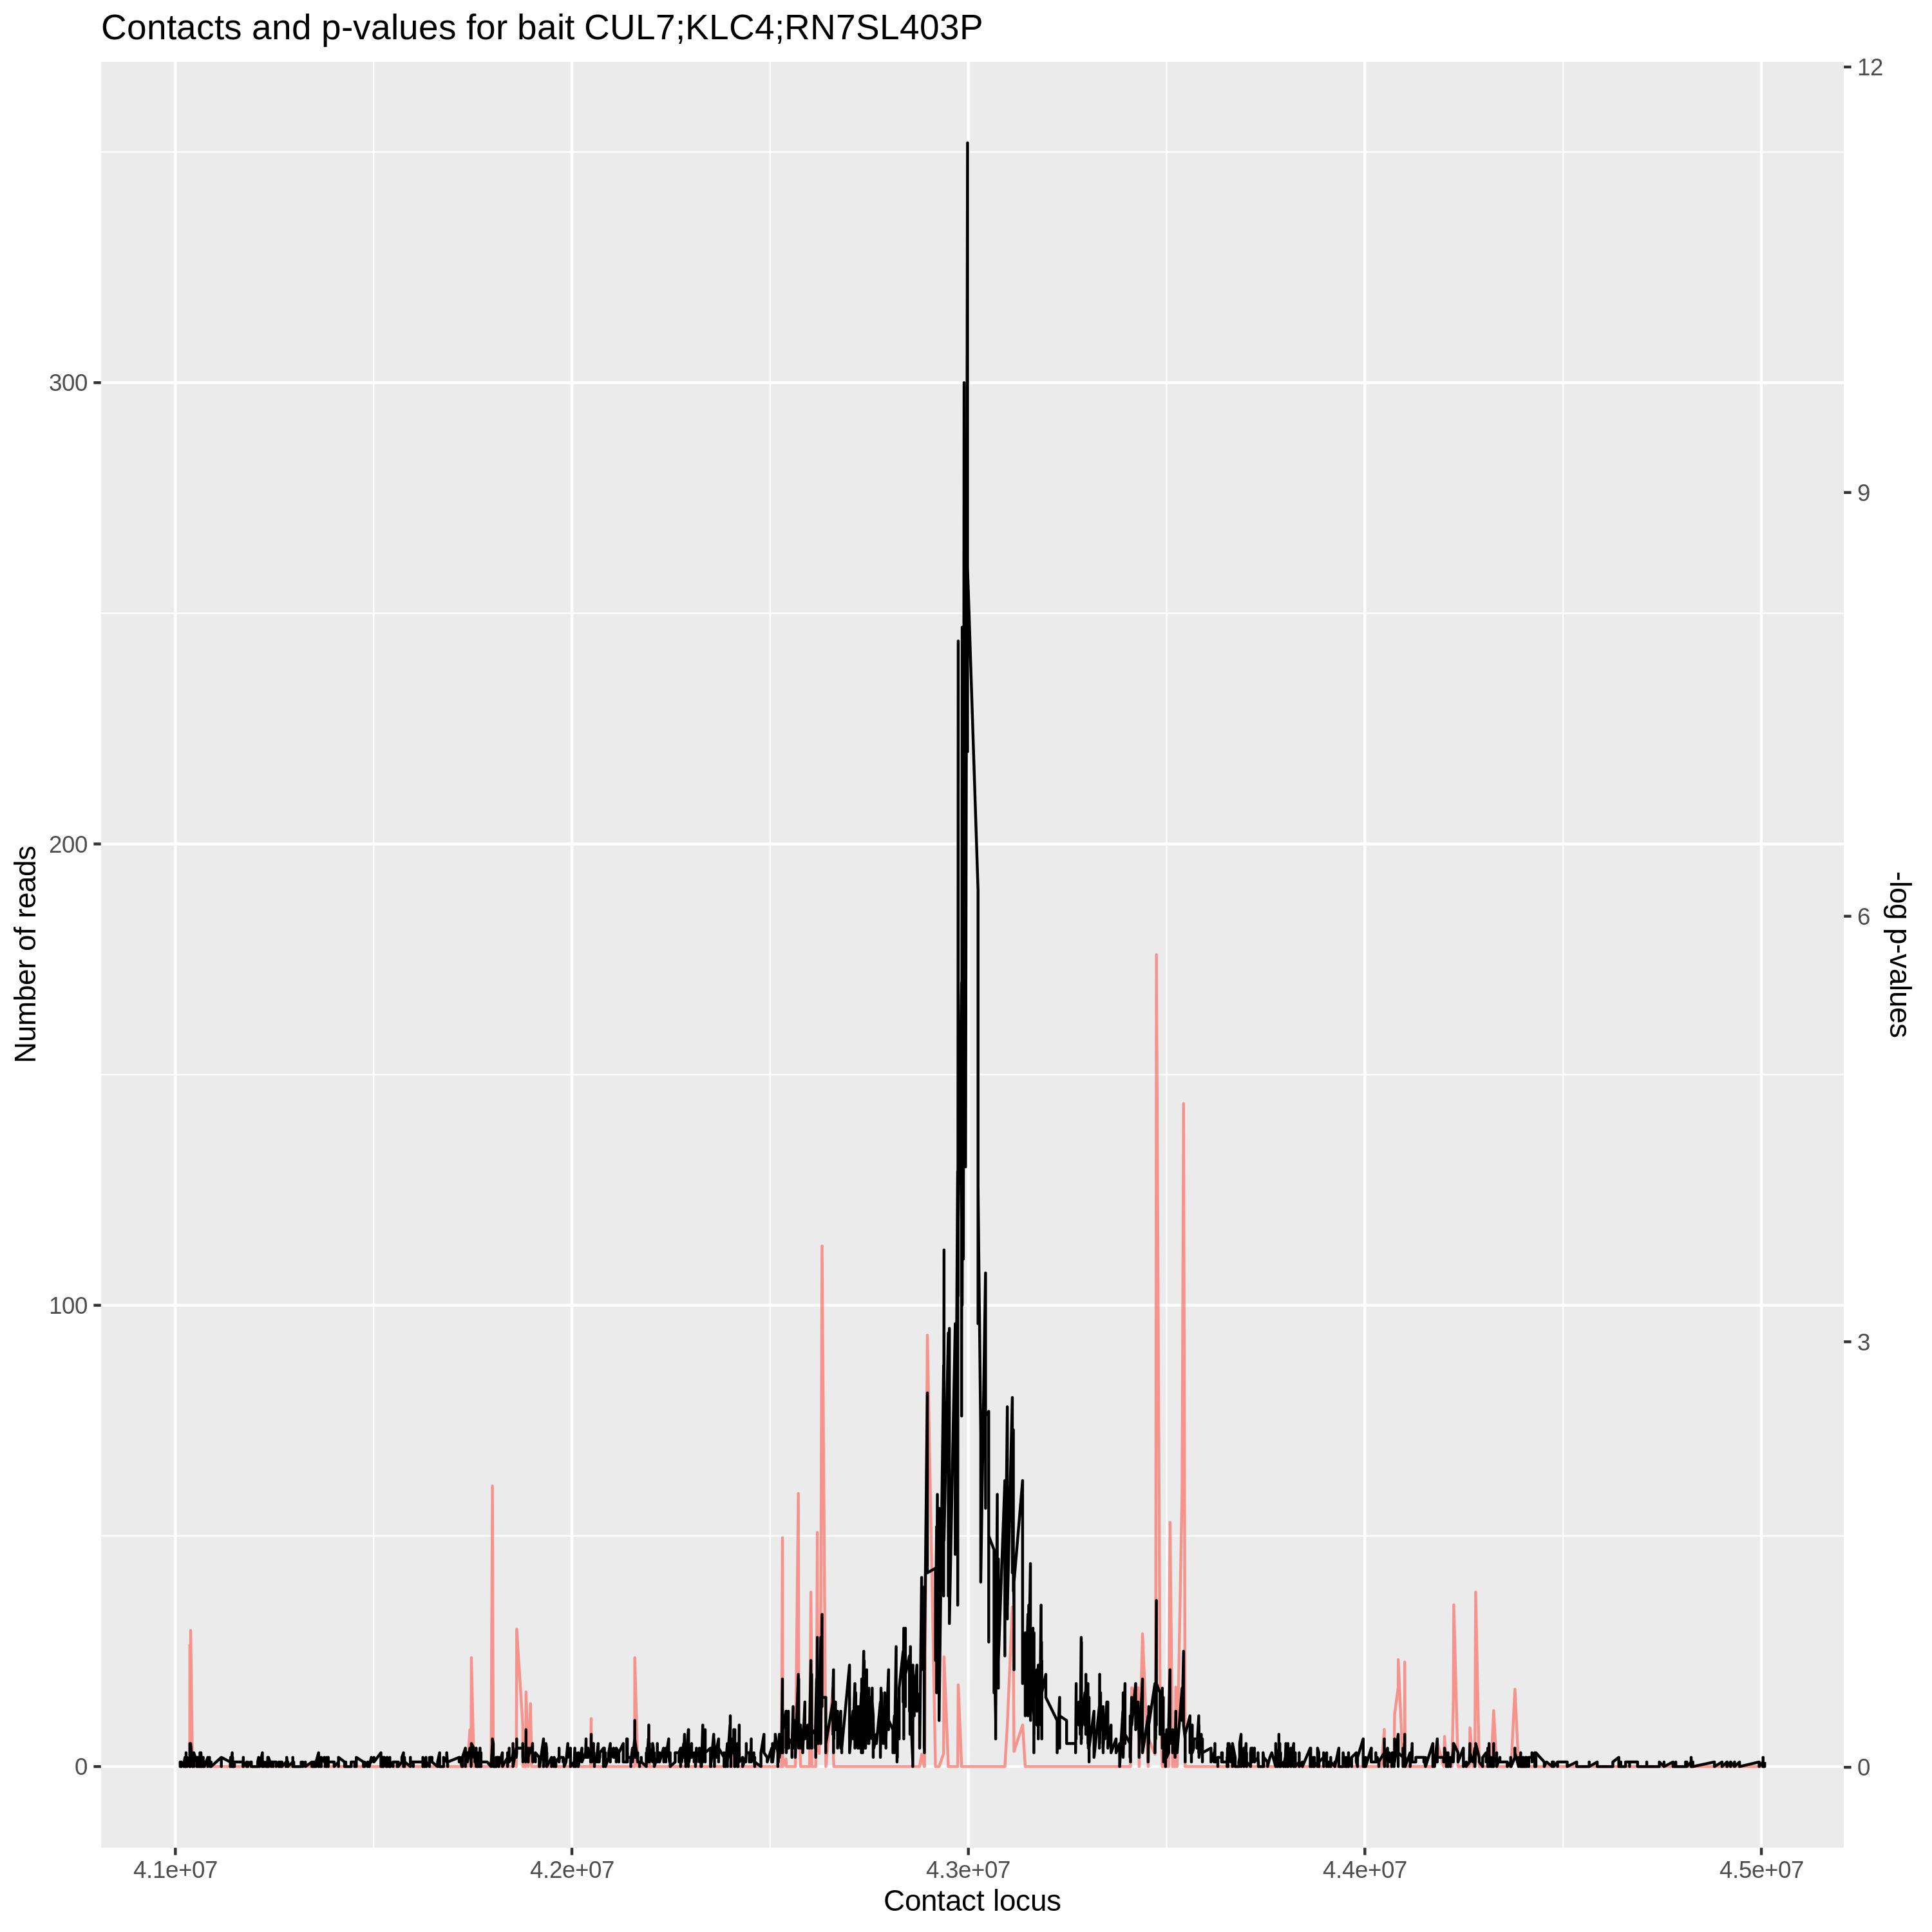 Contacts and p-values for bait CUL7;KLC4;RN7SL403P
Number of reads
300
200
100
0
12
9
6
3
0
-log p-values
4.1e+07
4.2e+07
4.3e+07
4.4e+07
4.5e+07
Contact locus